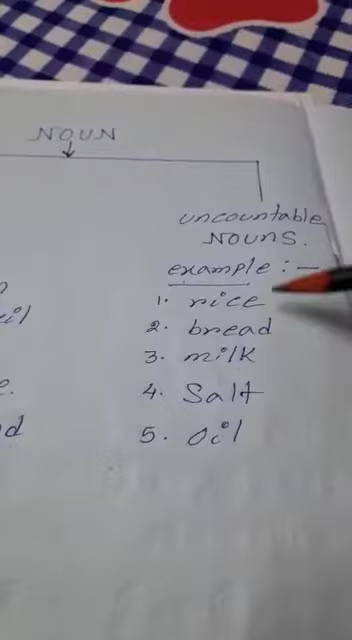 NOUN
uncountable
NOUNS.
example :-
1. rice
2. bread
3. milk
4. Salt
5. Oil